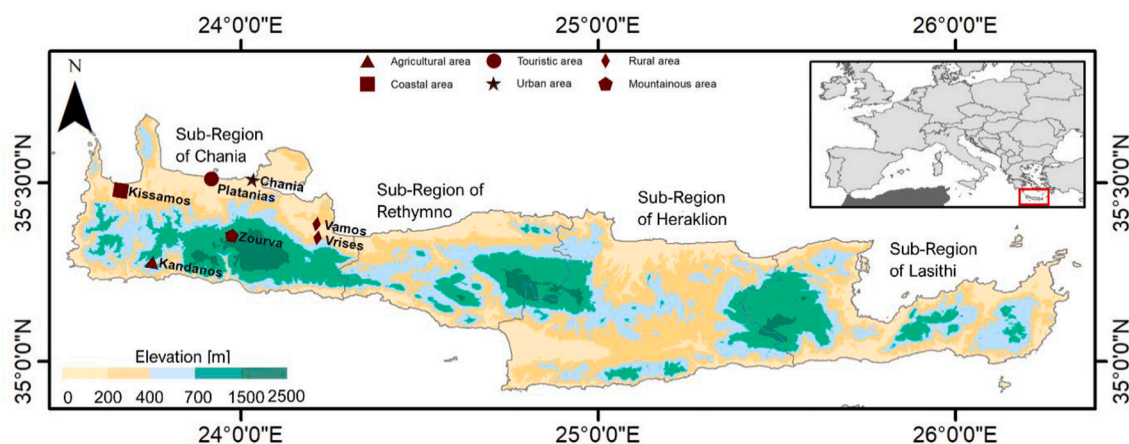 24°0'0"E 25°0'0"E 26°0'0"E
N
Agricultural area Touristic area Rural area
Coastal area Urban area Mountainous area
35°30'0"N
35°0'0"N
Sub-Region
of Chania
Kissamos
Platanias
Chania
Vamos
Vrises
Zourva
Kandanos
Sub-Region of
Rethymno
Sub-Region
of Heraklion
Sub-Region
of Lasithi
35°30'0"N
35°0'0"N
Elevation [m]
0 200 400 700 1500 2500
24°0'0"E 25°0'0"E 26°0'0"E